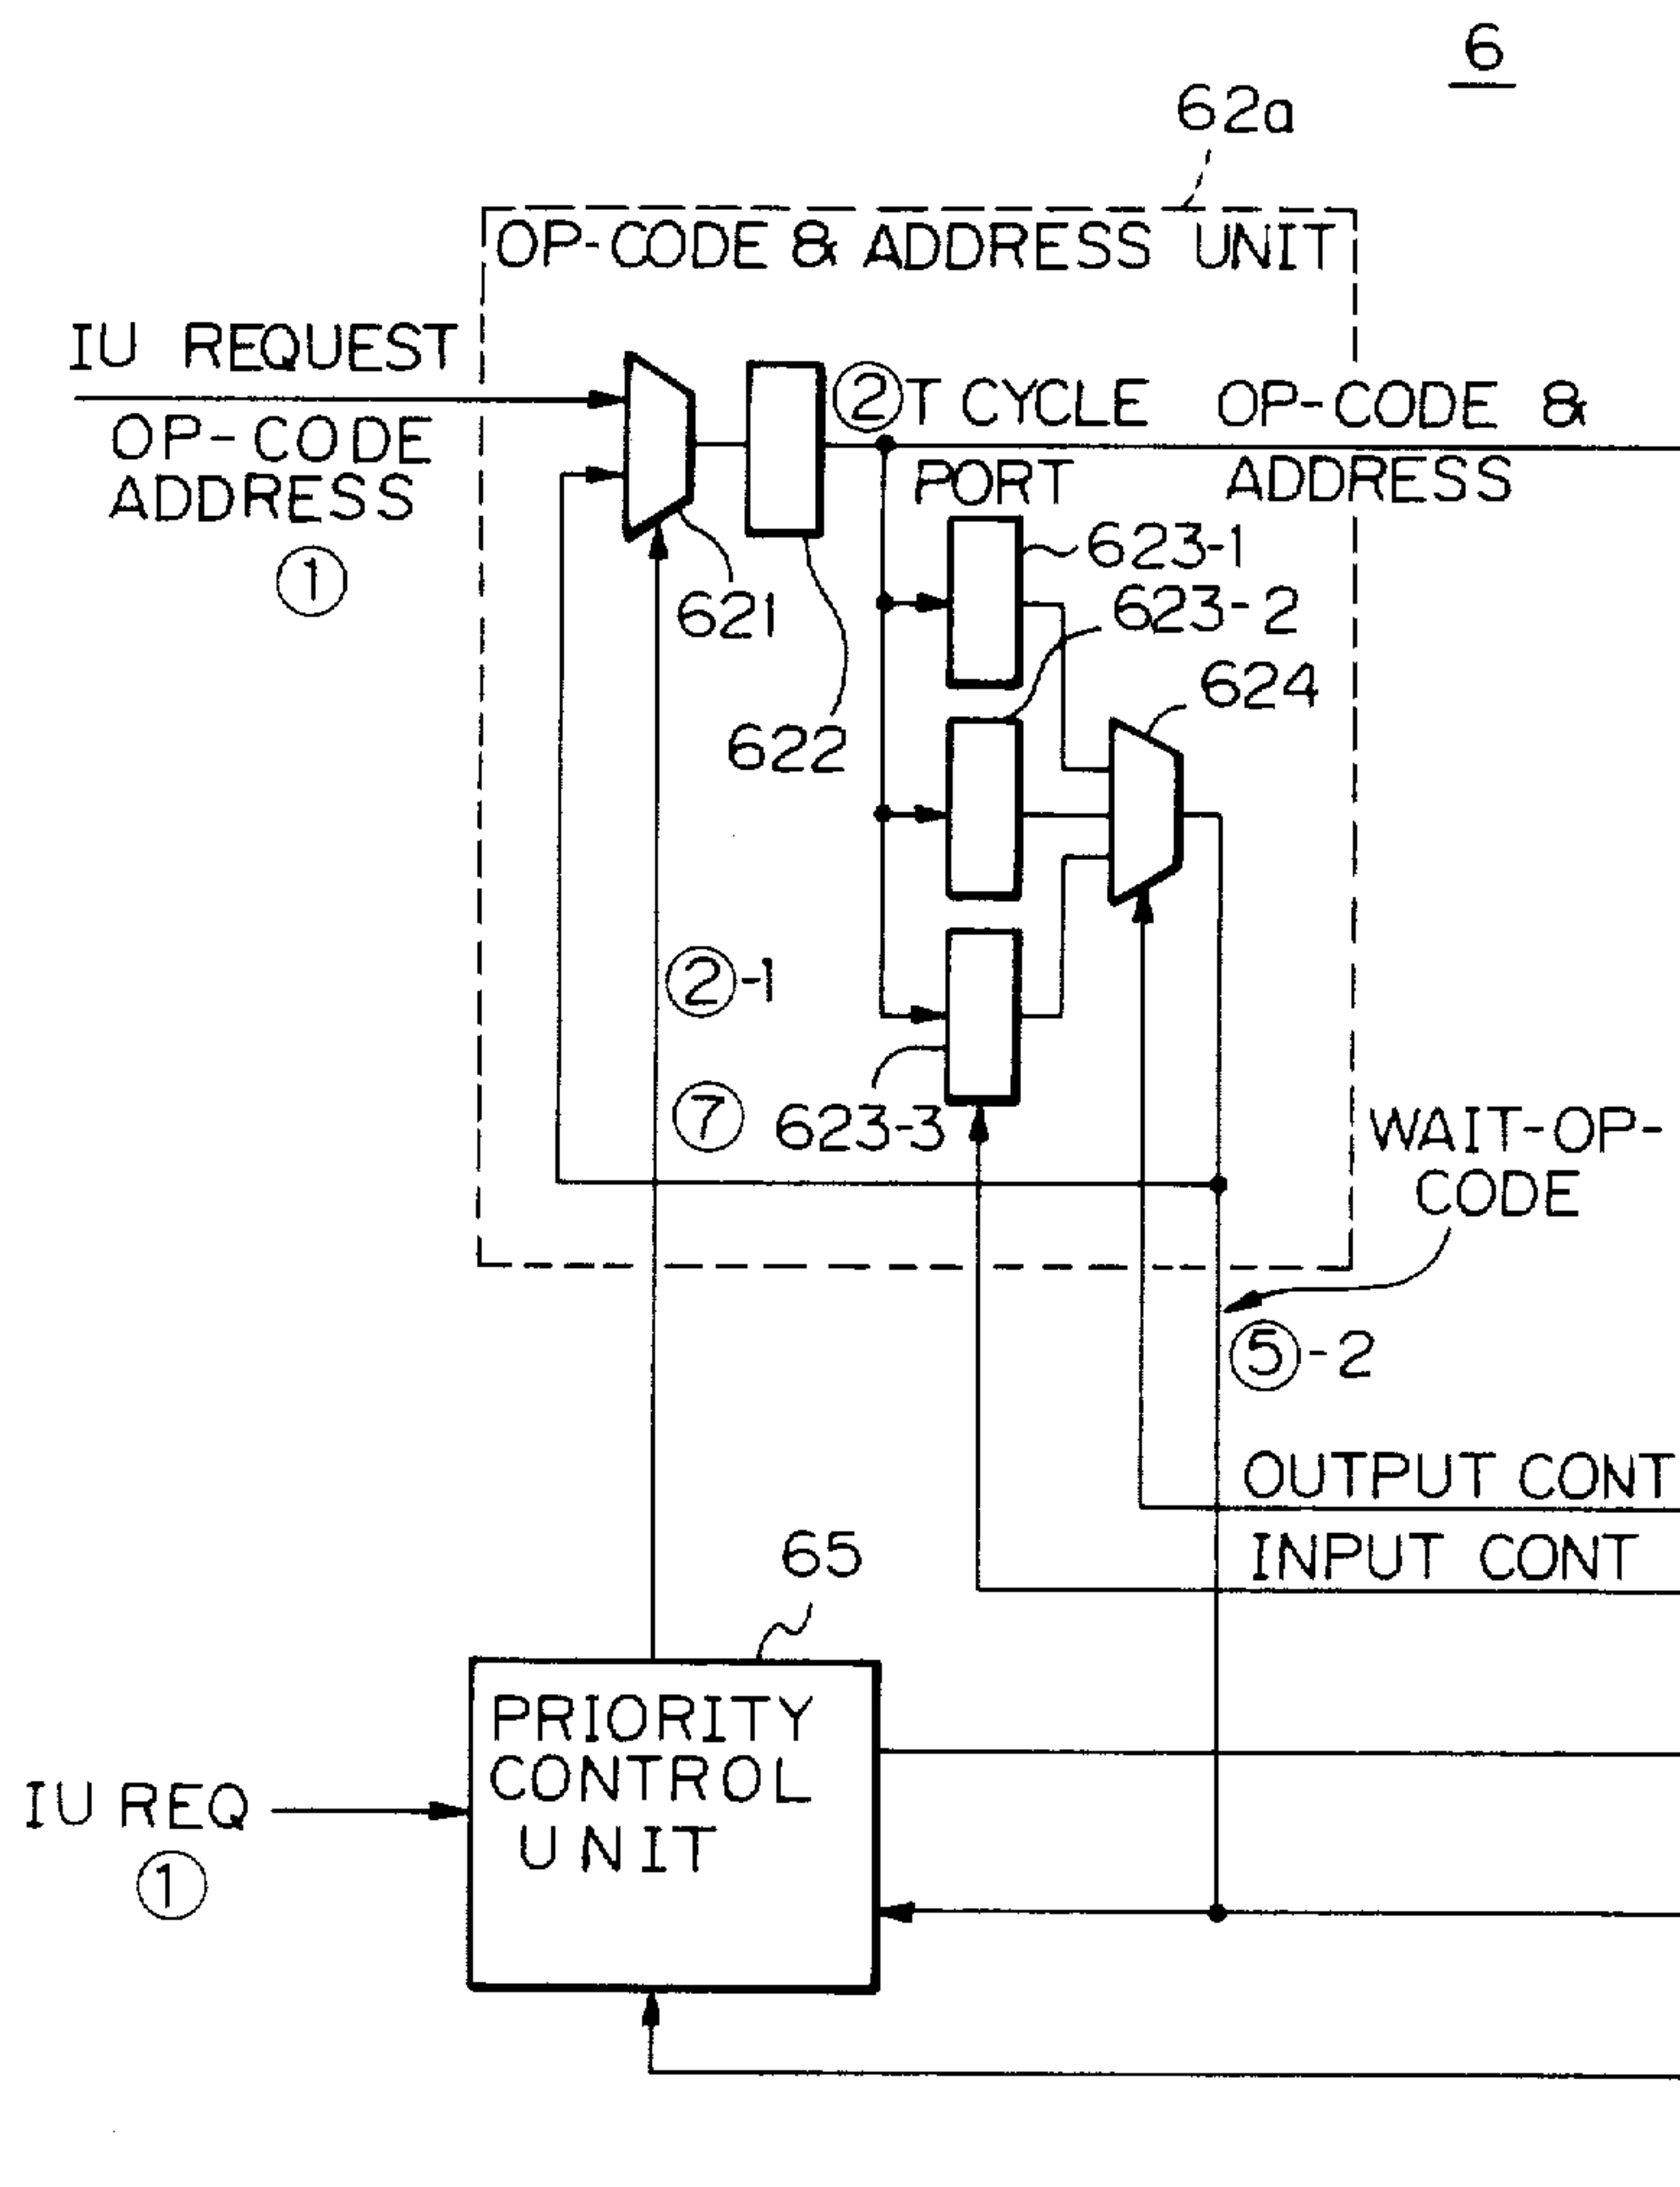 6
62a
OP-CODE & ADDRESS UNIT
IU REQUEST
OP-CODE
ADDRESS
①
② T CYCLE OP-CODE &
ADDRESS
PORT
623-1
623-2
621
624
622
②-1
⑦
623-3
WAIT-OP-
CODE
⑤-2
OUTPUT CONT
INPUT CONT
65
PRIORITY
CONTROL
UNIT
IU REQ
①